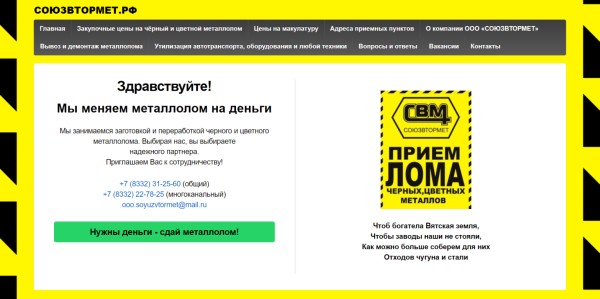 СОЮЗВТОРМЕТ.РФ
Главная Закупочные цены на чёрный и цветной металлолом Цены на макулатуру Адреса приемных пунктов О компании ООО «СОЮЗВТОРМЕТ»
Вывоз и демонтаж металлолома Утилизация автотранспорта, оборудования и любой техники Вопросы и ответы Вакансии Контакты
Здравствуйте!
Мы меняем металлолом на деньги
Мы занимаемся заготовкой и переработкой черного и цветного
металлолома. Выбирая нас, вы выбираете
надежного партнера.
Приглашаем Вас к сотрудничеству!
+7 (8332) 31-25-60 (общий)
+7 (8332) 22-78-25 (многоканальный)
ooo.soyuzvtormet@mail.ru
Нужны деньги - сдай металлолом!
СВМ
СОЮЗВТОРМЕТ
ПРИЕМ
ЛОМА
ЧЕРНЫХ,ЦВЕТНЫХ
МЕТАЛЛОВ
Чтоб богатела Вятская земля,
Чтобы заводы наши не стояли,
Как можно больше соберем для них
Отходов чугуна и стали